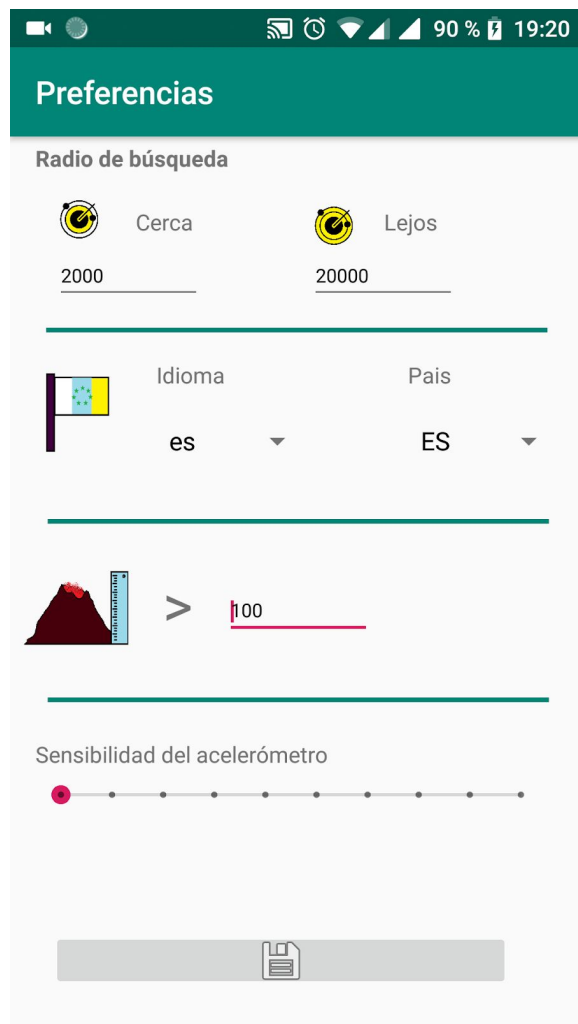 90 % 19:20
Preferencias
Radio de búsqueda
Cerca Lejos
2000 20000
Idioma Pais
es ES
> 100
Sensibilidad del acelerómetro